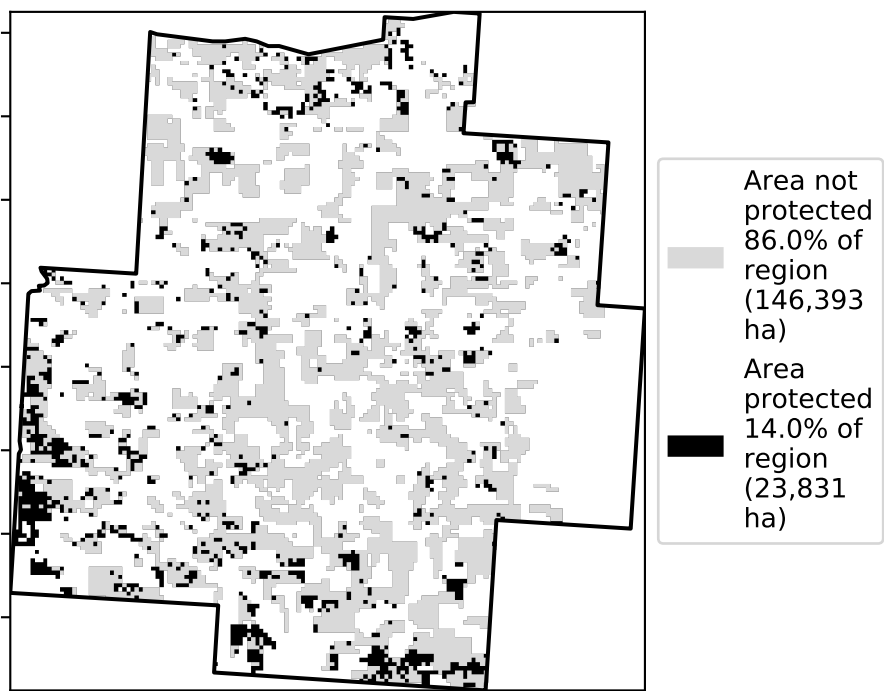 Area not
protected
86.0% of
region
(146,393
ha)
Area
protected
14.0% of
region
(23,831
ha)